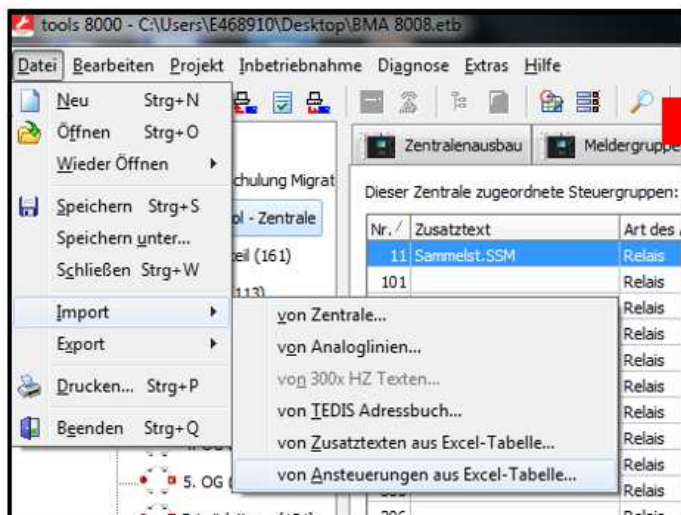 tools 8000 - C:\Users\E468910\Desktop\BMA 8008.etb
Datei Bearbeiten Projekt Inbetriebnahme Diagnose Extras Hilfe
Neu Strg+N
Öffnen Strg+O
Wieder Öffnen
Speichern Strg+S
Speichern unter...
Schließen Strg+W
Import
Export
Drucken... Strg+P
Beenden Strg+Q
von Zentrale...
von Analoglinien...
von 300x HZ Texten...
von TEDIS Adressbuch...
von Zusatztexten aus Excel-Tabelle...
von Ansteuerungen aus Excel-Tabelle...
chulung Migrat
ol - Zentrale
eil (161)
(113)
5. OG (
Zentralenausbau Meldergruppe
Dieser Zentrale zugeordnete Steuergruppen:
Nr. Zusatztext Art des
11 Sammelst.SSM Relais
101 Relais
Relais
Relais
Relais
Relais
Relais
Relais
Relais
Relais